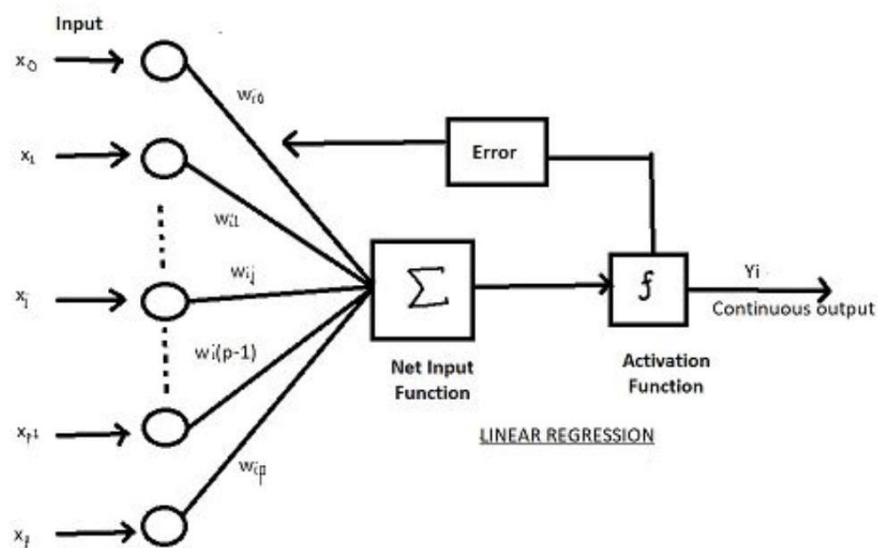 Input
x0
wi0
Error
x1
wi1
xj
wij
Σ
f
Yi
Continuous output
wi(p-1)
Net Input
Function
Activation
Function
LINEAR REGRESSION
wip